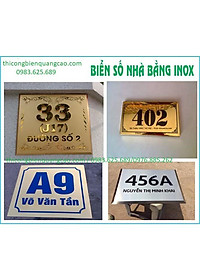 thicongbienquangcao.com
0983.625.689
BIỂN SỐ NHÀ BẰNG INOX
33
(J17)
ĐƯỜNG SỐ 2
402
A9
Võ Văn Tần
456A
NGUYỄN THỊ MINH KHAI